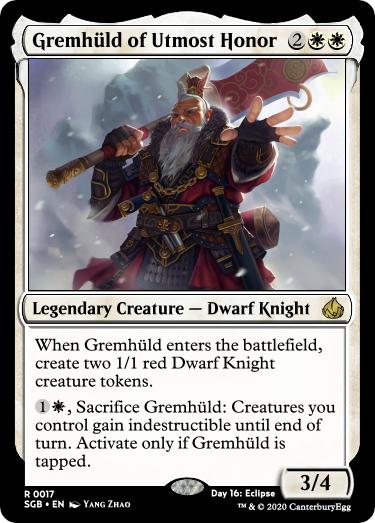 Gremhüld of Utmost Honor 2
Legendary Creature — Dwarf Knight
When Gremhüld enters the battlefield,
create two 1/1 red Dwarf Knight
creature tokens.
1, Sacrifice Gremhüld: Creatures you
control gain indestructible until end of
turn. Activate only if Gremhüld is
tapped.
3/4
R 0017
SGB • EN Yang Zhao
Day 16: Eclipse
™ & © 2020 CanterburyEgg